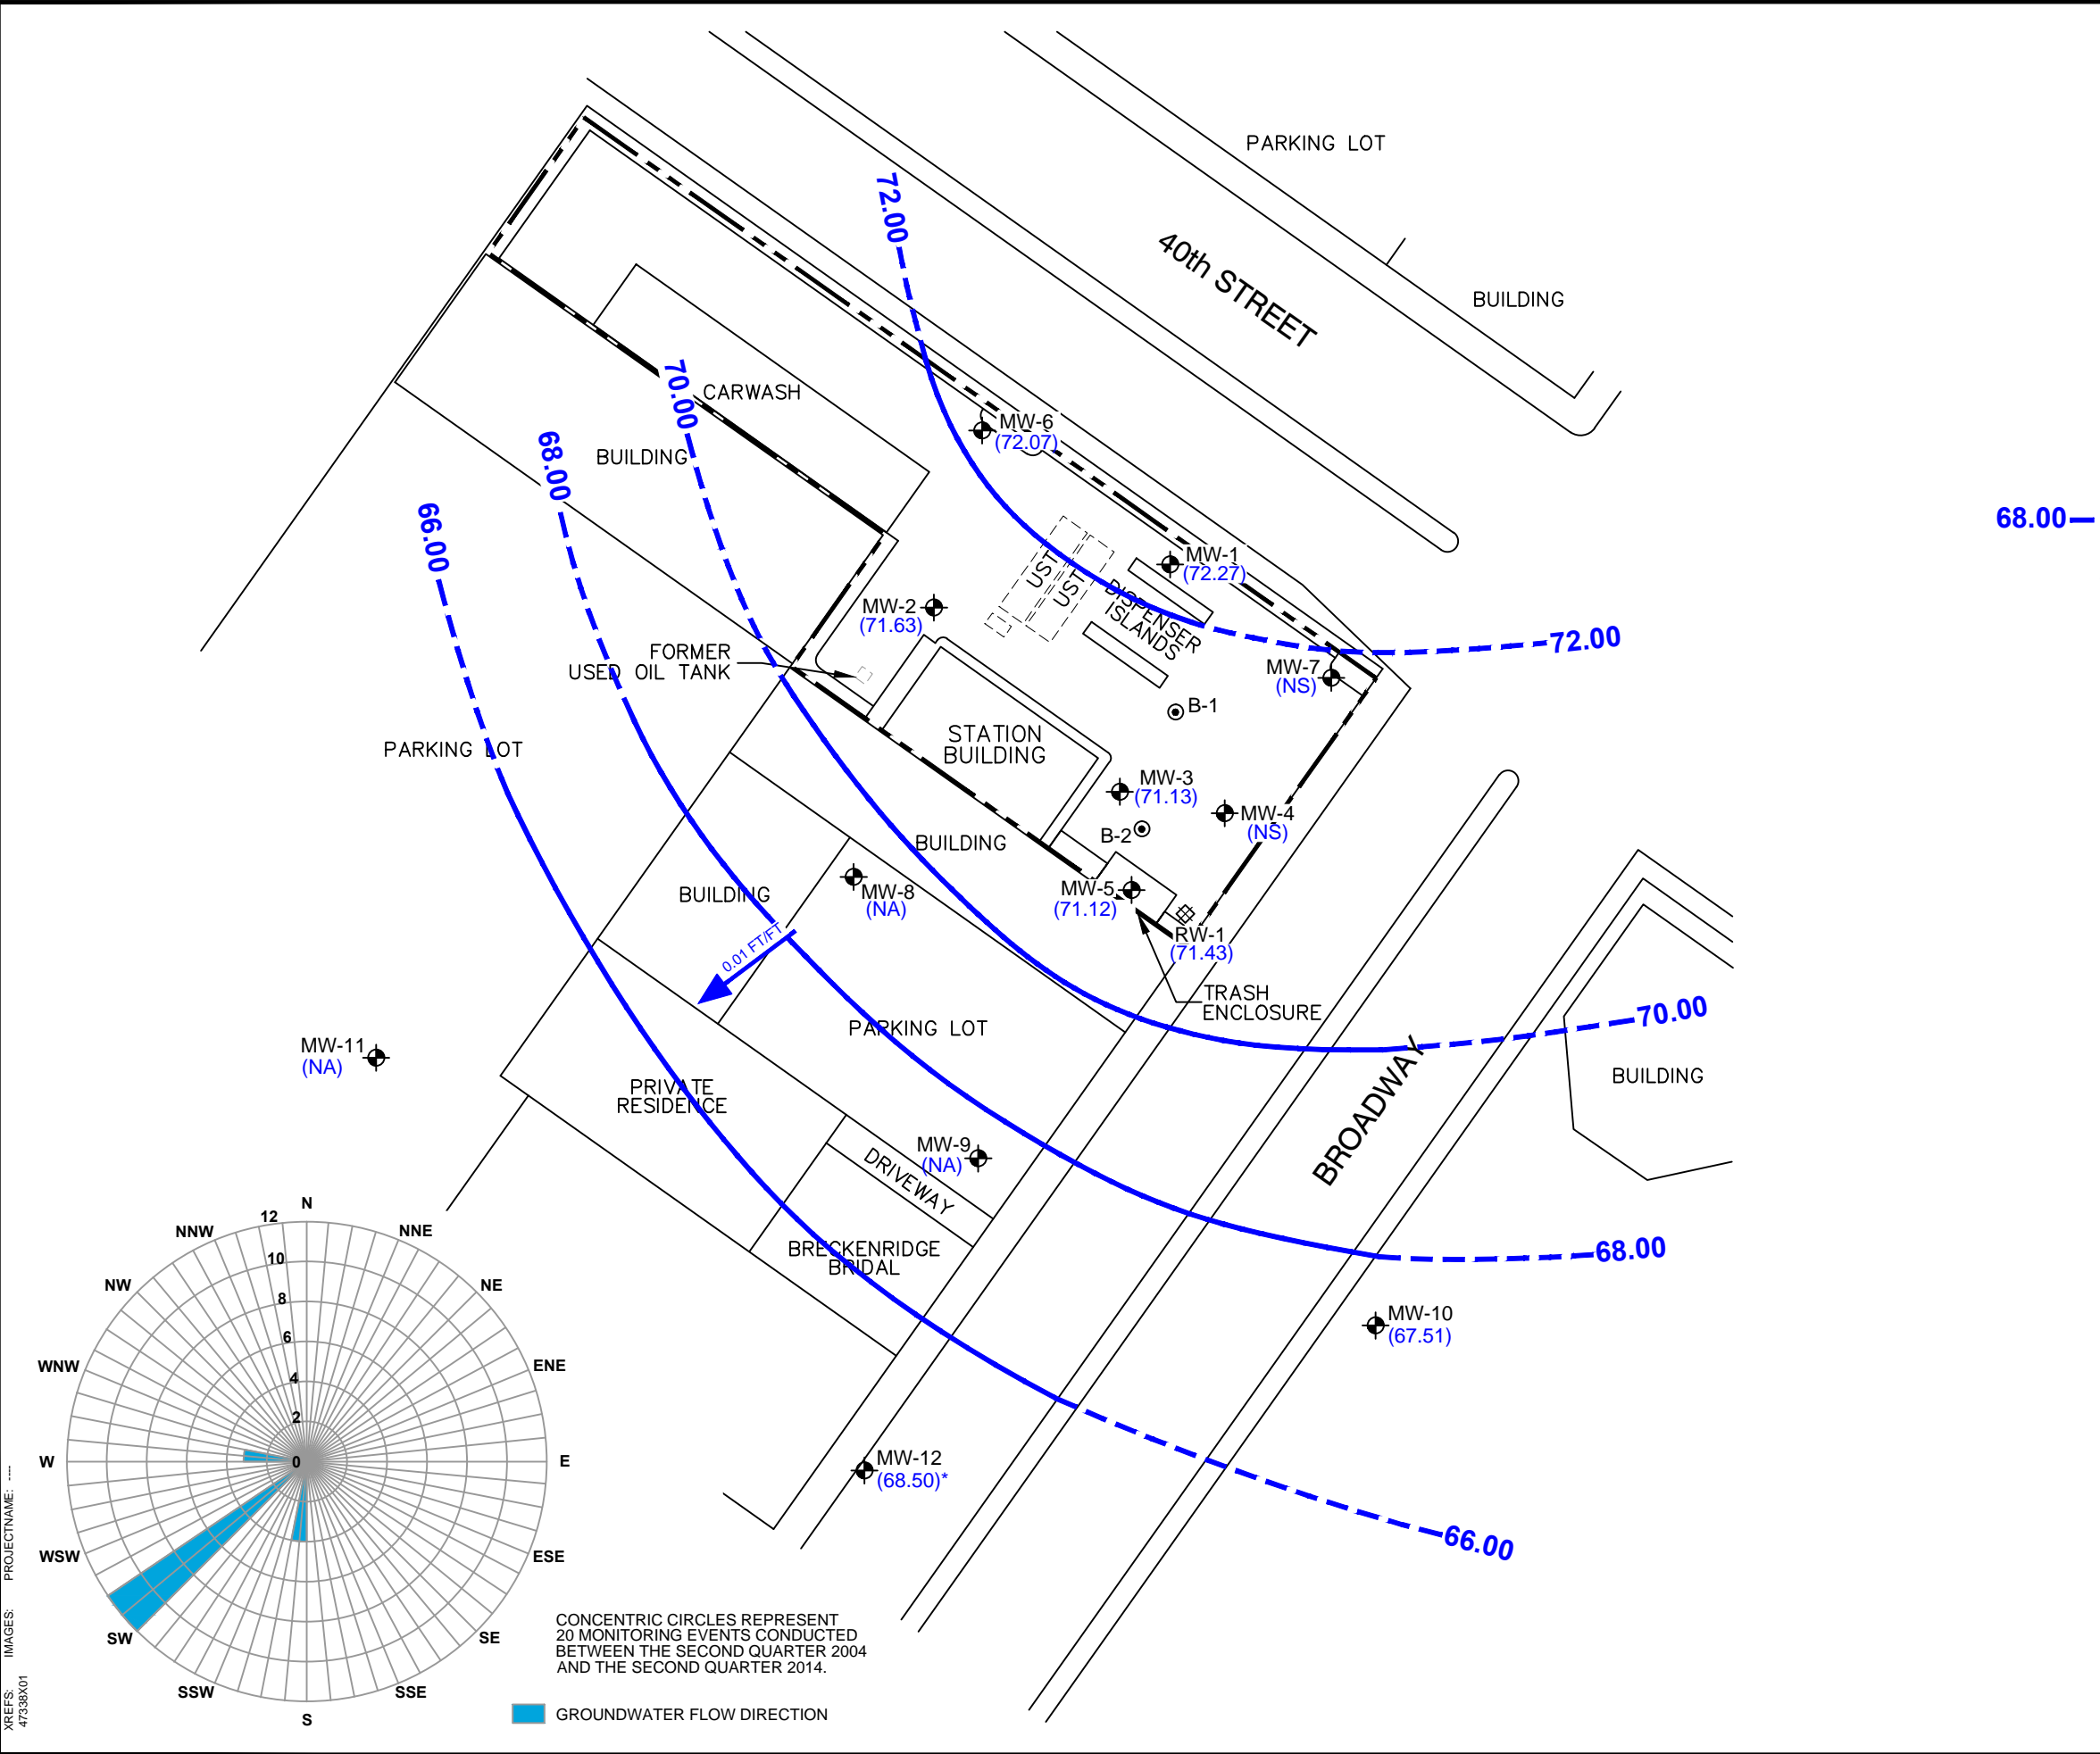 PARKING LOT
72.00
40th STREET
BUILDING
70.00
CARWASH
MW-6
(72.07)
68.00
BUILDING
66.00
68.00
UST
UST
MW-1
(72.27)
DISPENSER
ISLANDS
MW-2
(71.63)
72.00
FORMER
USED OIL TANK
MW-7
(NS)
B-1
STATION
BUILDING
PARKING LOT
MW-3
(71.13)
MW-4
(NS)
B-2
BUILDING
BUILDING
MW-8
(NA)
MW-5
(71.12)
RW-1
(71.43)
0.01 FT/FT
TRASH
ENCLOSURE
70.00
PARKING LOT
MW-11
(NA)
BUILDING
PRIVATE
RESIDENCE
BROADWAY
MW-9
(NA)
DRIVEWAY
BRECKENRIDGE
BRIDAL
68.00
MW-10
(67.51)
MW-12
(68.50)*
66.00
N
NNE
NE
ENE
E
ESE
SE
SSE
S
SSW
SW
WSW
W
WNW
NW
NNW
12
10
8
6
4
2
0
CONCENTRIC CIRCLES REPRESENT
20 MONITORING EVENTS CONDUCTED
BETWEEN THE SECOND QUARTER 2004
AND THE SECOND QUARTER 2014.
GROUNDWATER FLOW DIRECTION
XREFS: IMAGES: PROJECTNAME: ----
47338X01